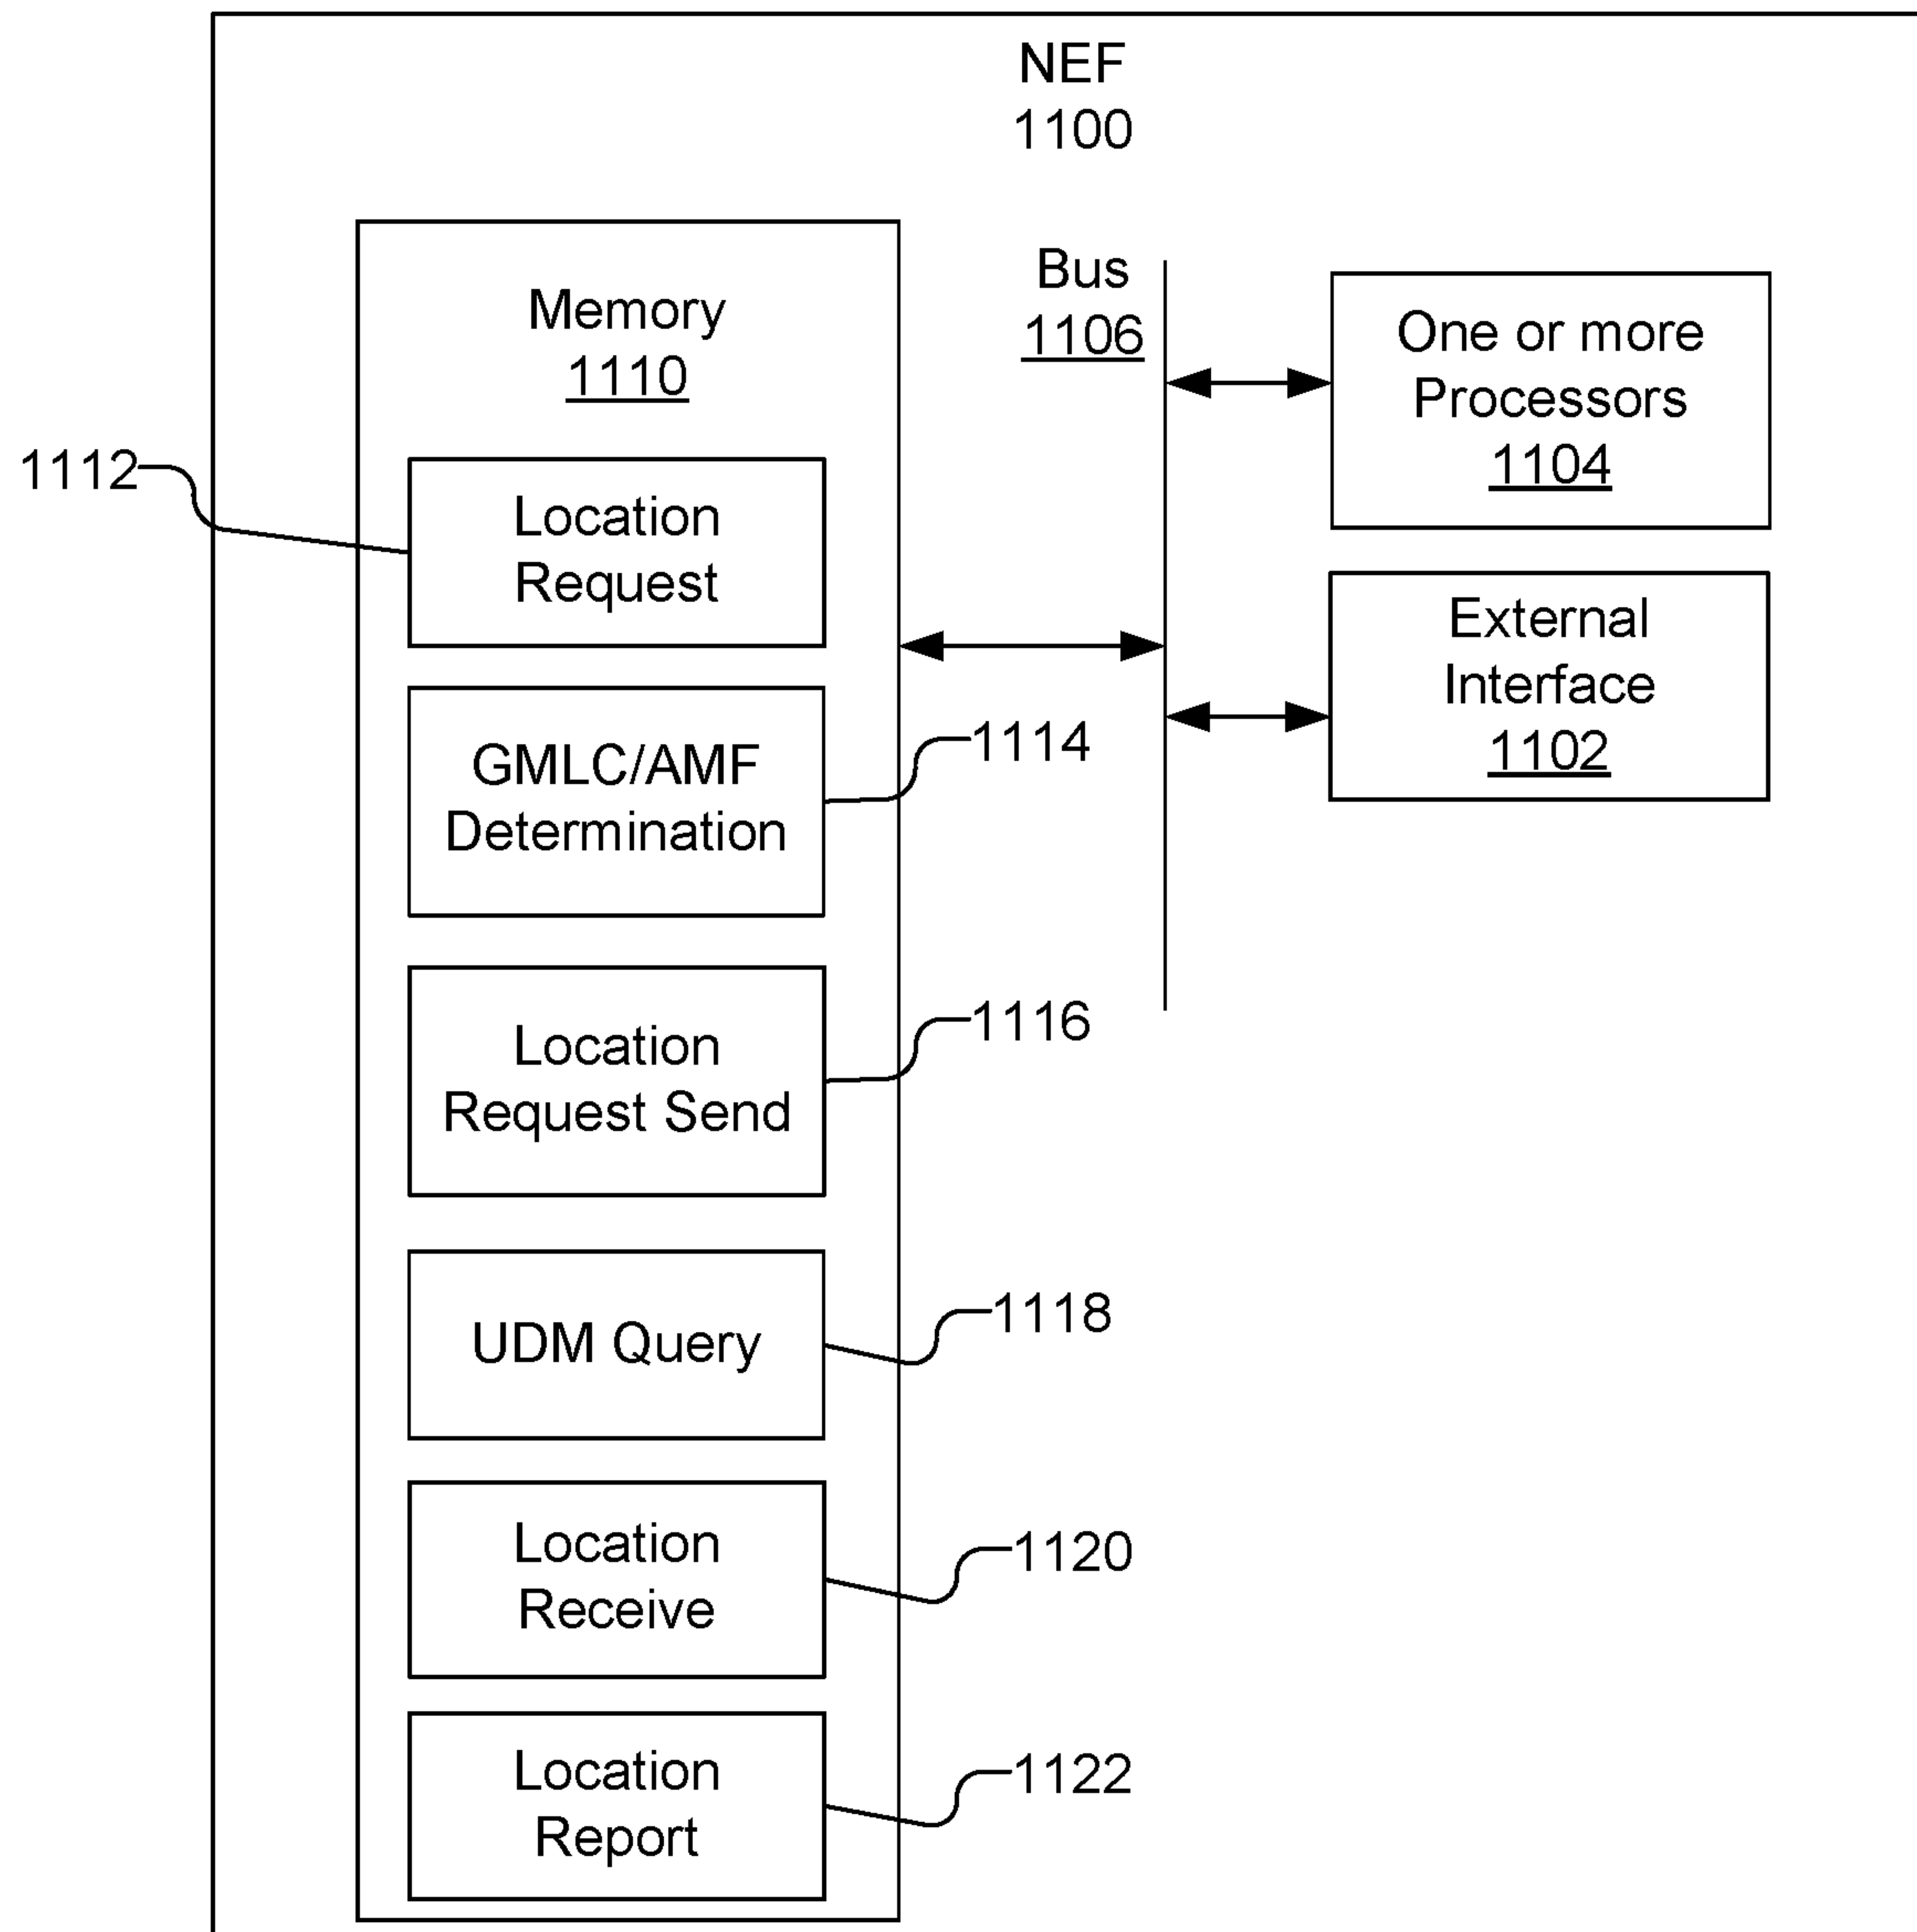 NEF
1100
Memory
1110
Bus
1106
One or more
Processors
1104
External
Interface
1102
1112
Location
Request
GMLC/AMF
Determination
1114
Location
Request Send
1116
UDM Query
1118
Location
Receive
1120
Location
Report
1122